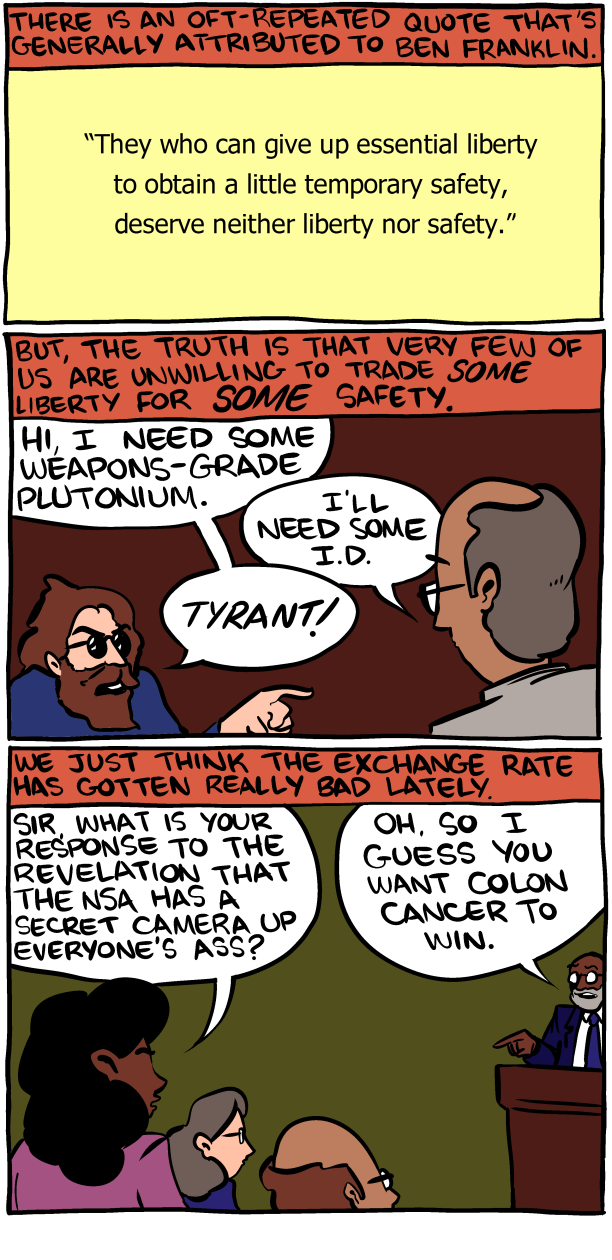 THERE IS AN OFT-REPEATED QUOTE THAT'S
GENERALLY ATTRIBUTED TO BEN FRANKLIN.
“They who can give up essential liberty
to obtain a little temporary safety,
deserve neither liberty nor safety.”
BUT, THE TRUTH IS THAT VERY FEW OF
US ARE UNWILLING TO TRADE SOME
LIBERTY FOR SOME SAFETY.
HI, I NEED SOME
WEAPONS-GRADE
PLUTONIUM.
I'LL
NEED SOME
I.D.
TYRANT!
WE JUST THINK THE EXCHANGE RATE
HAS GOTTEN REALLY BAD LATELY.
SIR, WHAT IS YOUR
RESPONSE TO THE
REVELATION THAT
THE NSA HAS A
SECRET CAMERA UP
EVERYONE'S ASS?
OH, SO I
GUESS YOU
WANT COLON
CANCER TO
WIN.